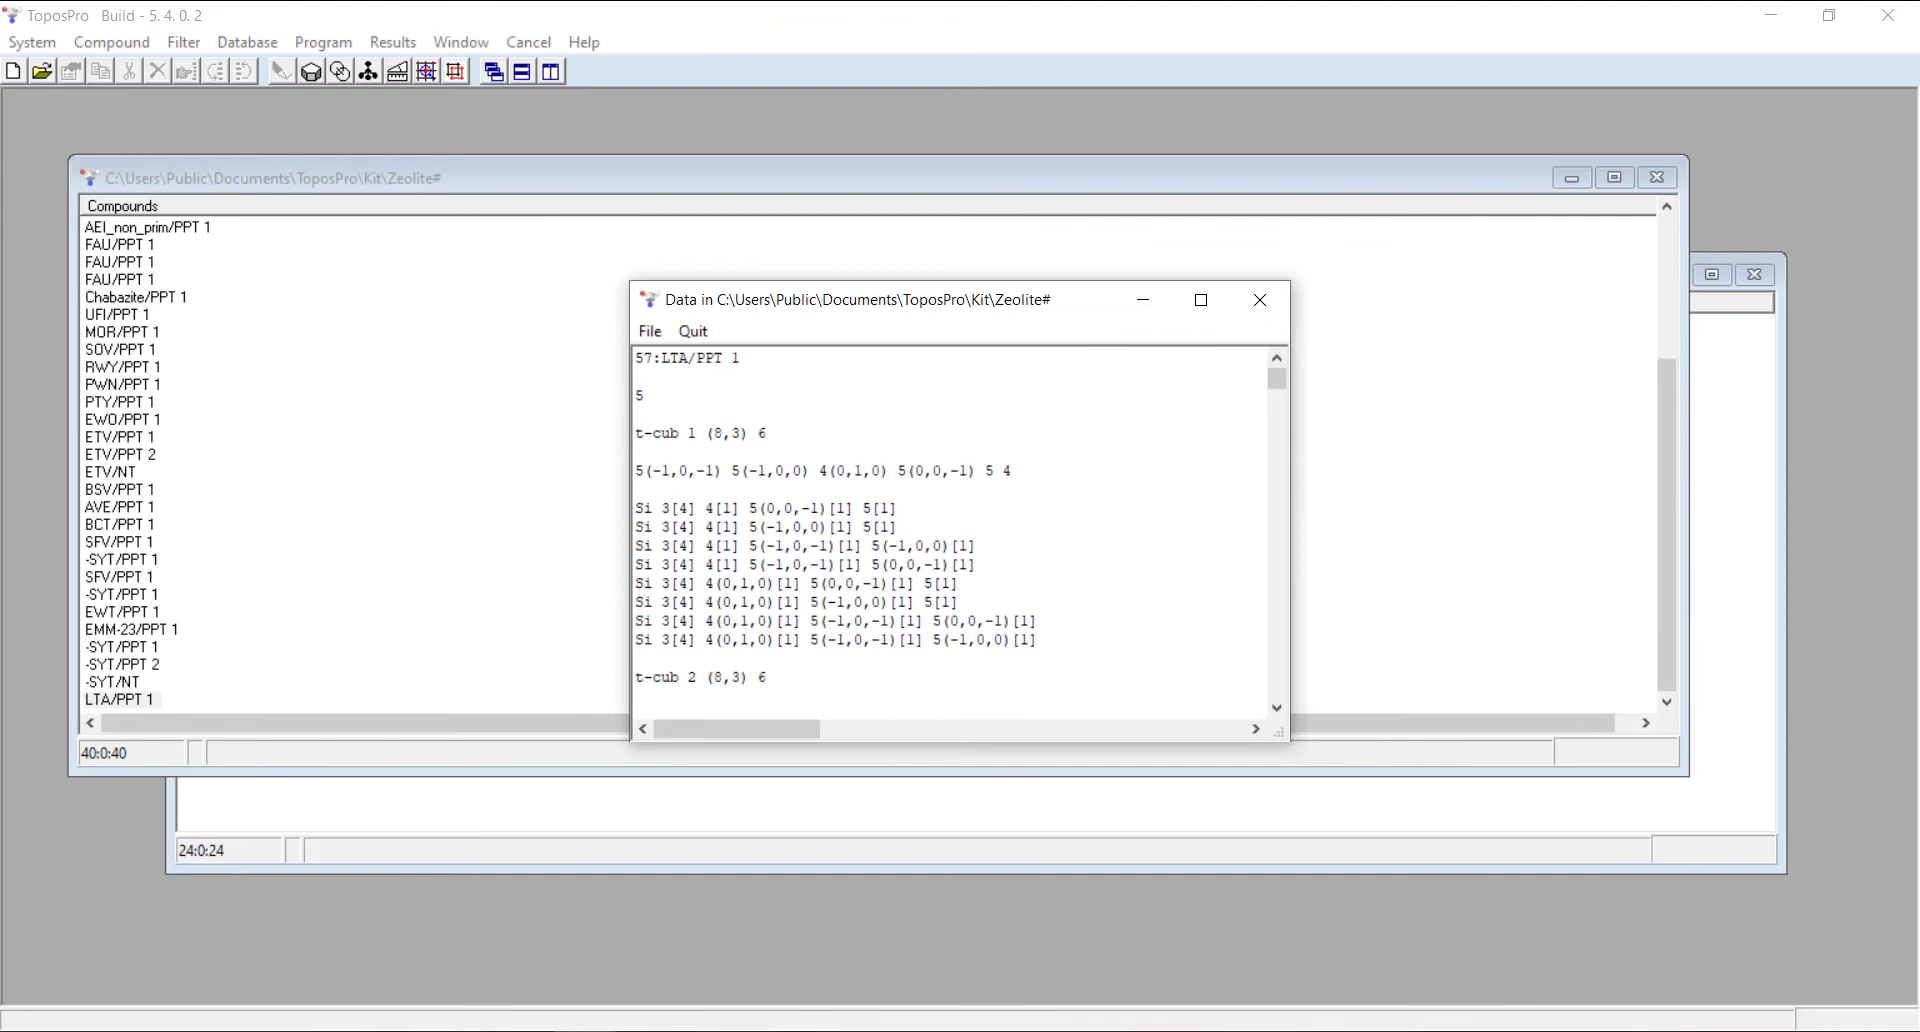 ToposPro Build - 5. 4. 0. 2
System Compound Filter Database Program Results Window Cancel Help
C:\Users\Public\Documents\ToposPro\Kit\Zeolite#
Compounds
AEI_non_prim/PPT 1
FAU/PPT 1
FAU/PPT 1
FAU/PPT 1
Chabazite/PPT 1
UFI/PPT 1
MOR/PPT 1
SOV/PPT 1
RWY/PPT 1
PWN/PPT 1
PTY/PPT 1
EWO/PPT 1
ETV/PPT 1
ETV/PPT 2
ETV/NT
BSV/PPT 1
AVE/PPT 1
BCT/PPT 1
SFV/PPT 1
-SYT/PPT 1
SFV/PPT 1
-SYT/PPT 1
EWT/PPT 1
EMM-23/PPT 1
-SYT/PPT 1
-SYT/PPT 2
-SYT/NT
LTA/PPT 1
40:0:40
Data in C:\Users\Public\Documents\ToposPro\Kit\Zeolite#
File Quit
57:LTA/PPT 1
5
t-cub 1 (8,3) 6
5(-1,0,-1) 5(-1,0,0) 4(0,1,0) 5(0,0,-1) 5 4
Si 3[4] 4[1] 5(0,0,-1)[1] 5[1]
Si 3[4] 4[1] 5(-1,0,0)[1] 5[1]
Si 3[4] 4[1] 5(-1,0,-1)[1] 5(-1,0,0)[1]
Si 3[4] 4[1] 5(-1,0,-1)[1] 5(0,0,-1)[1]
Si 3[4] 4(0,1,0)[1] 5(0,0,-1)[1] 5[1]
Si 3[4] 4(0,1,0)[1] 5(-1,0,0)[1] 5[1]
Si 3[4] 4(0,1,0)[1] 5(-1,0,-1)[1] 5(0,0,-1)[1]
Si 3[4] 4(0,1,0)[1] 5(-1,0,-1)[1] 5(-1,0,0)[1]
t-cub 2 (8,3) 6
24:0:24